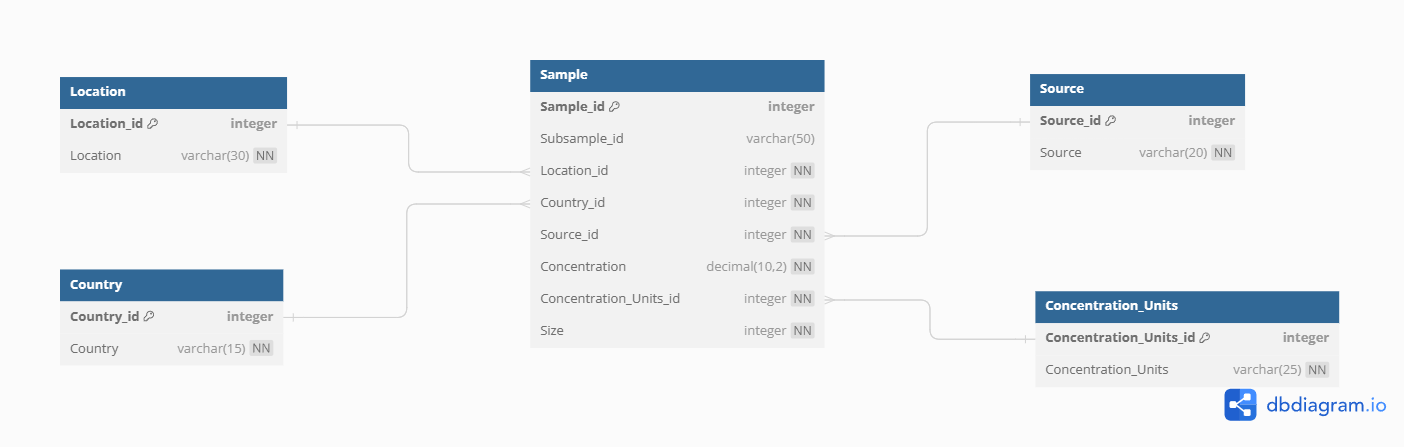 Location
Location_id integer
Location varchar(30) NN
Country
Country_id integer
Country varchar(15) NN
Sample
Sample_id integer
Subsample_id varchar(50)
Location_id integer NN
Country_id integer NN
Source_id integer NN
Concentration decimal(10,2) NN
Concentration_Units_id integer NN
Size integer NN
Source
Source_id integer
Source varchar(20) NN
Concentration_Units
Concentration_Units_id integer
Concentration_Units varchar(25) NN
dbdiagram.io